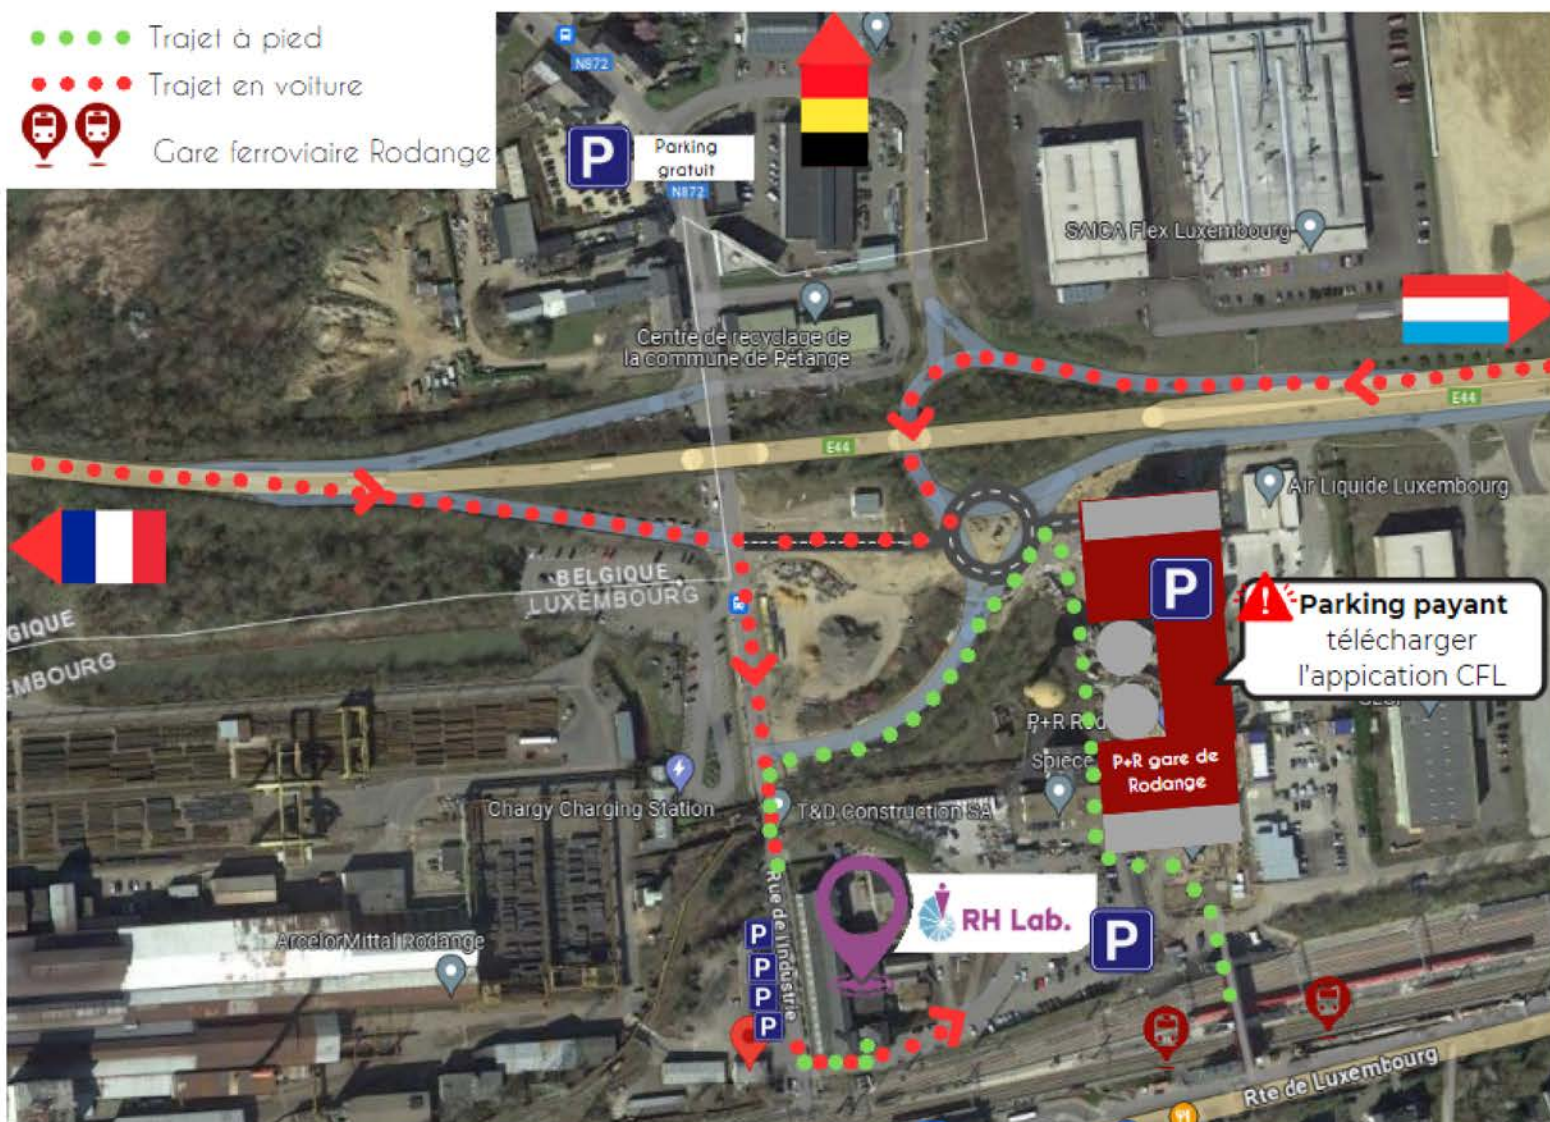 Trajet à pied
Trajet en voiture
Gare ferroviaire Rodange
N872
P
Parking
gratuit
N872
SAICA Flex Luxembourg
Centre de recyclage de
la commune de Pétange
E44
E44
Air Liquide Luxembourg
BELGIQUE
LUXEMBOURG
GIQUE
EMBOURG
P
Parking payant
télécharger
l'appication CFL
P+R Rod
Spiece
P+R gare de
Rodange
Chargy Charging Station
T&D Construction SA
Rue de l'Industrie
RH Lab.
P
P
P
P
P
ArcelorMittal Rodange
Rte de Luxembourg